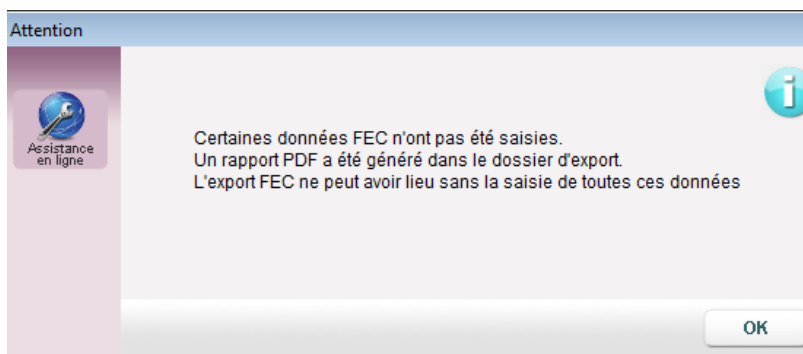 Attention
Assistance
en ligne
Certaines données FEC n'ont pas été saisies.
Un rapport PDF a été généré dans le dossier d'export.
L'export FEC ne peut avoir lieu sans la saisie de toutes ces données
OK